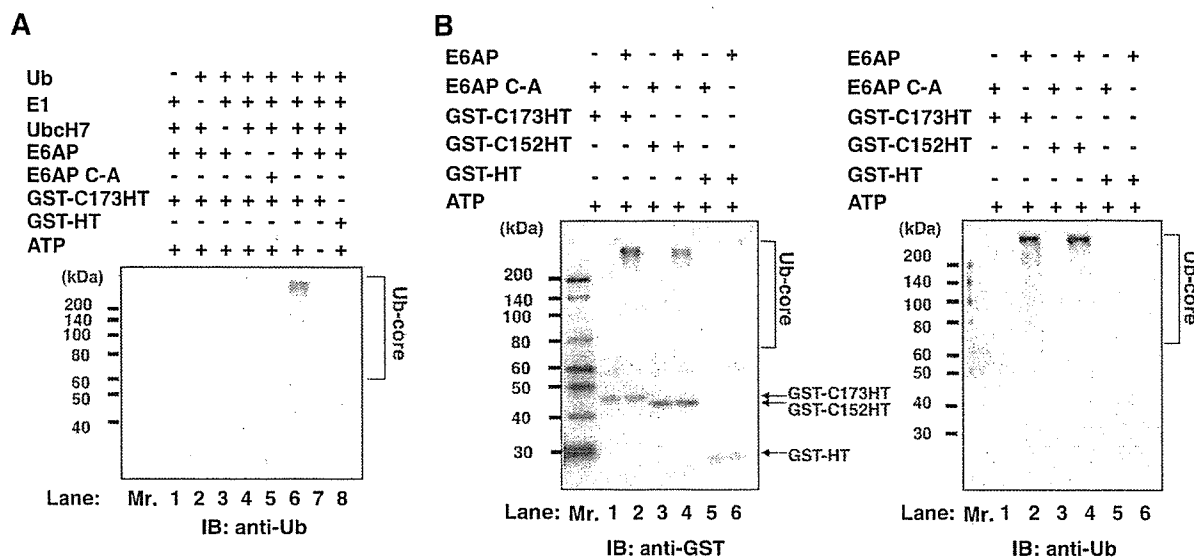 A
Ub - + + + + + + +
E1 + - + + + + + +
UbcH7 + + - + + + + +
E6AP + + + - - + + +
E6AP C-A - - - - + - - -
GST-C173HT + + + + + + + -
GST-HT - - - - - - - +
ATP + + + + + + - +
(kDa)
200
140
100
80
60
50
40
Ub-core
Lane: Mr. 1 2 3 4 5 6 7 8
IB: anti-Ub
B
E6AP - + - + - +
E6AP C-A + - + - + -
GST-C173HT + + - - - -
GST-C152HT - - + + - -
GST-HT - - - - + +
ATP + + + + + +
(kDa)
200
140
100
80
60
50
40
30
Ub-core
GST-C173HT
GST-C152HT
GST-HT
Lane: Mr. 1 2 3 4 5 6
IB: anti-GST
E6AP - + - + - +
E6AP C-A + - + - + -
GST-C173HT + + - - - -
GST-C152HT - - + + - -
GST-HT - - - - + +
ATP + + + + + +
(kDa)
200
140
100
80
60
50
40
30
Ub-core
Lane: Mr. 1 2 3 4 5 6
IB: anti-Ub